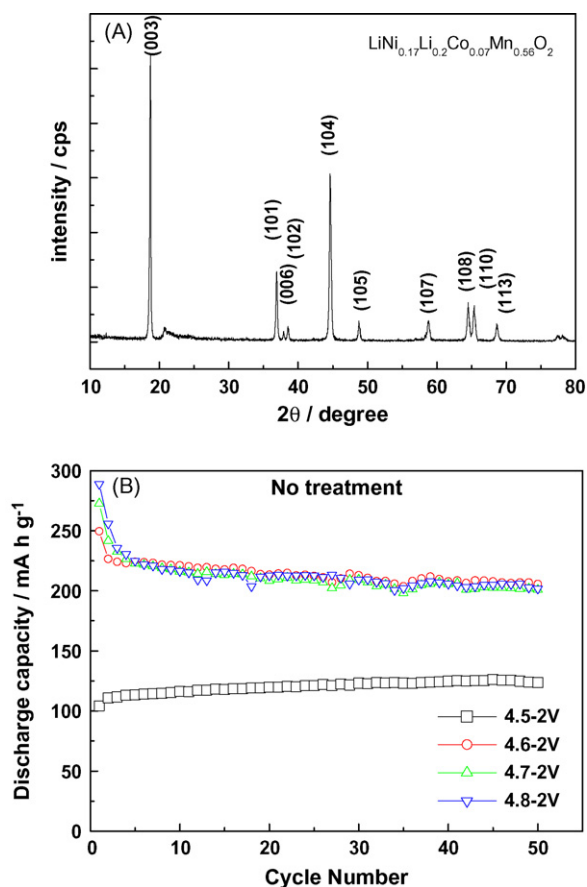 (A)
LiNi0.17Li0.2Co0.07Mn0.56O2
(003)
(101)
(006)
(102)
(104)
(105)
(107)
(108)
(110)
(113)
intensity / cps
10 20 30 40 50 60 70 80
2θ / degree
(B)
No treatment
300
250
200
150
100
50
0
Discharge capacity / mA h g-1
4.5-2V
4.6-2V
4.7-2V
4.8-2V
0 10 20 30 40 50
Cycle Number